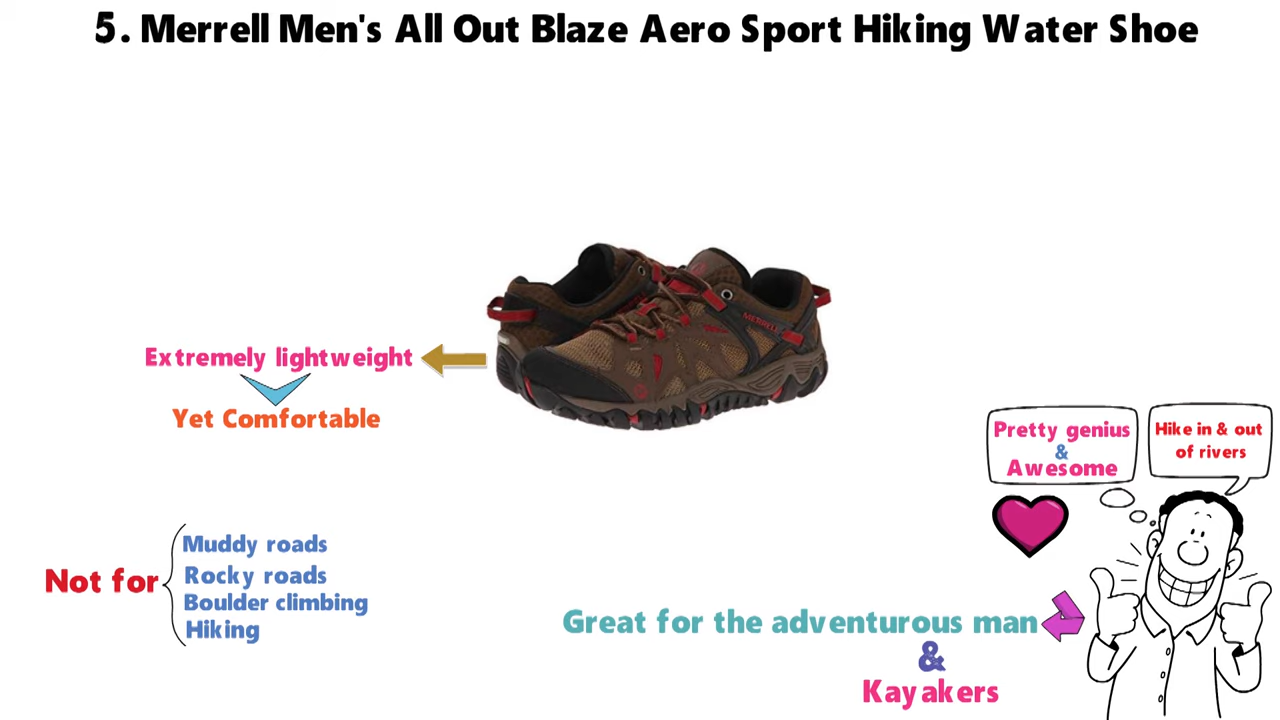 5. Merrell Men's All Out Blaze Aero Sport Hiking Water Shoe
MERRELL
Extremely lightweight
Yet Comfortable
Pretty genius
&
Awesome
Hike in & out
of rivers
Not for
Muddy roads
Rocky roads
Boulder climbing
Hiking
Great for the adventurous man
&
Kayakers